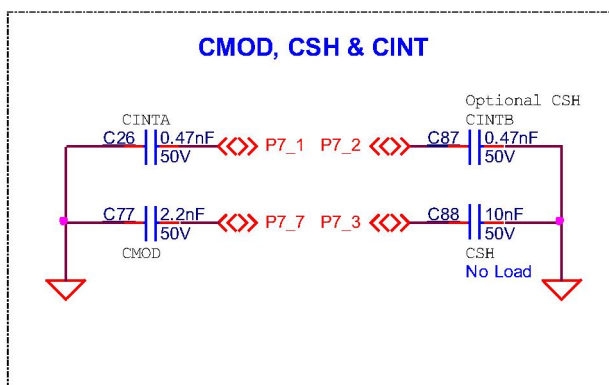 CMOD, CSH & CINT
Optional CSH
CINTA
CINTB
C26 0.47nF P7_1 P7_2 C87 0.47nF
50V 50V
C77 2.2nF P7_7 P7_3 C88 10nF
50V 50V
CMOD
CSH
No Load